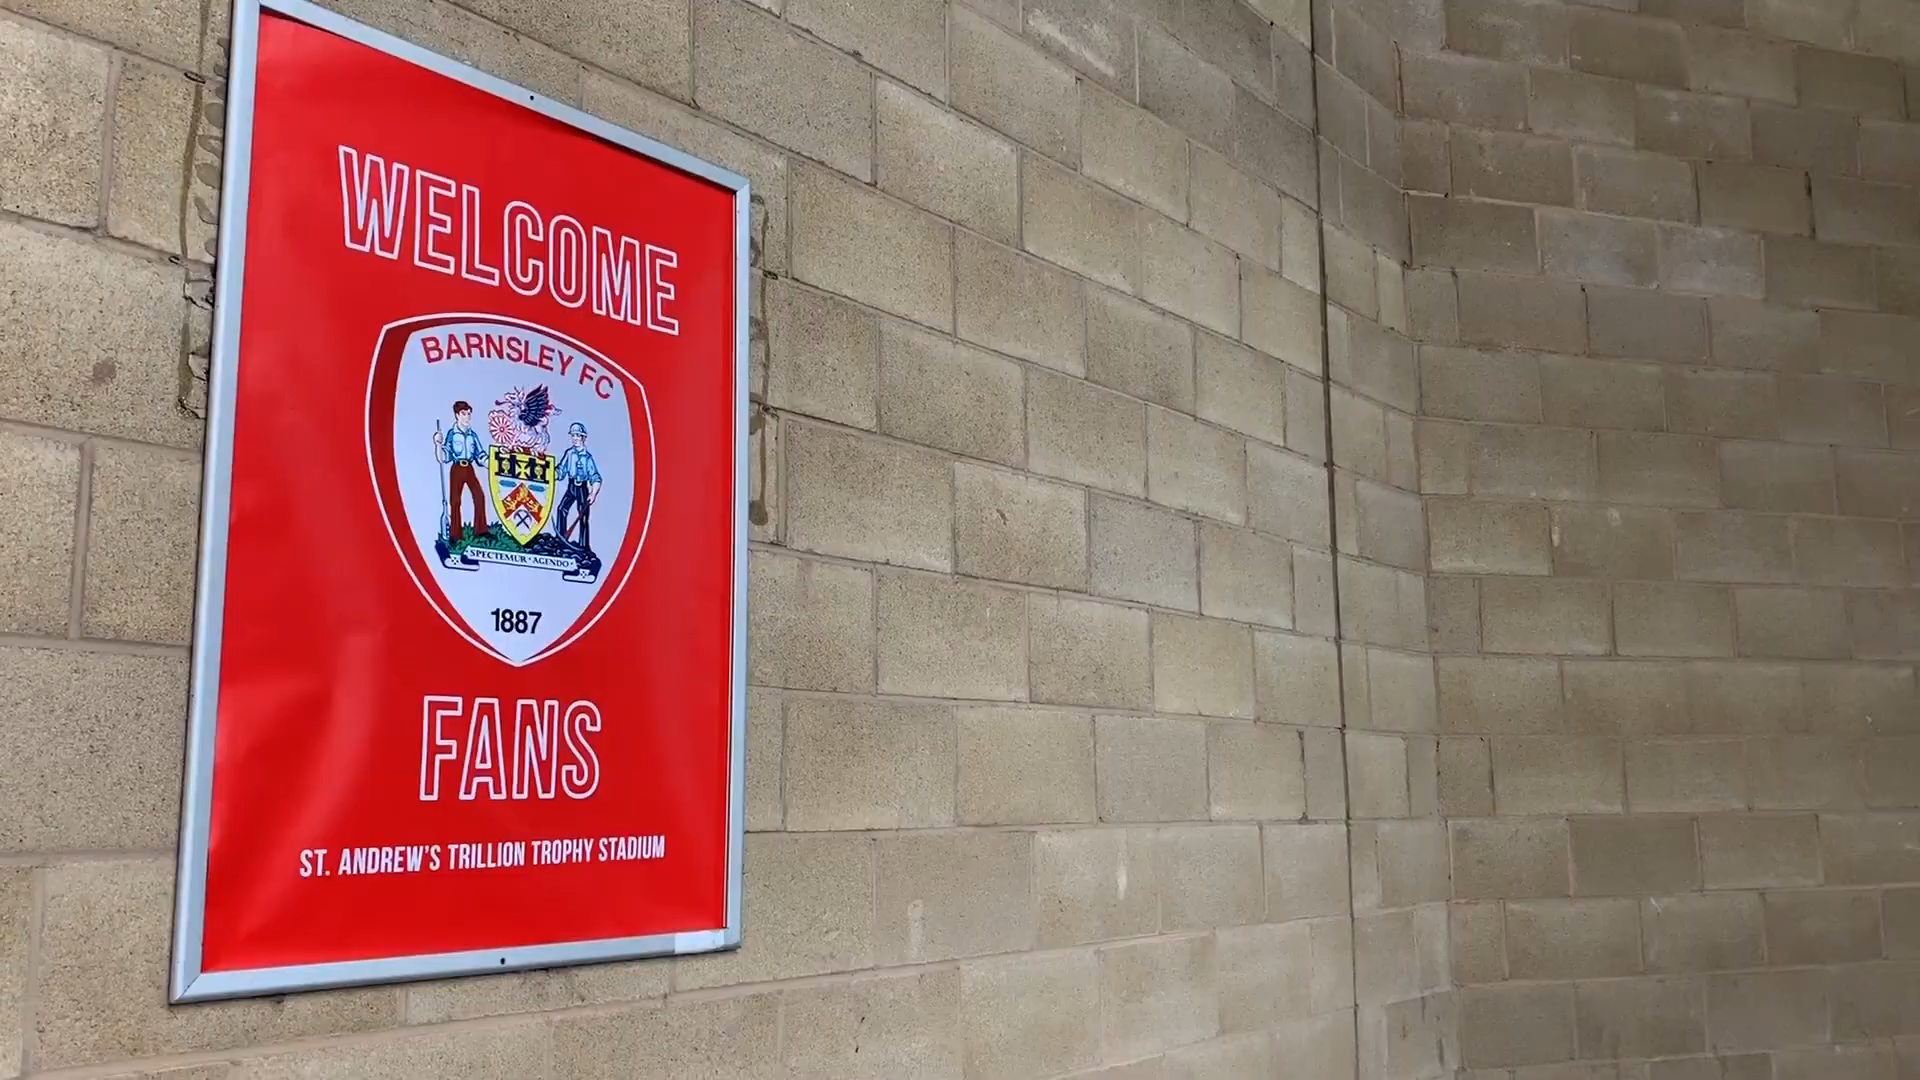 WELCOME
BARNSLEY FC
SPECTEMUR · AGENDO
1887
FANS
ST. ANDREW'S TRILLION TROPHY STADIUM